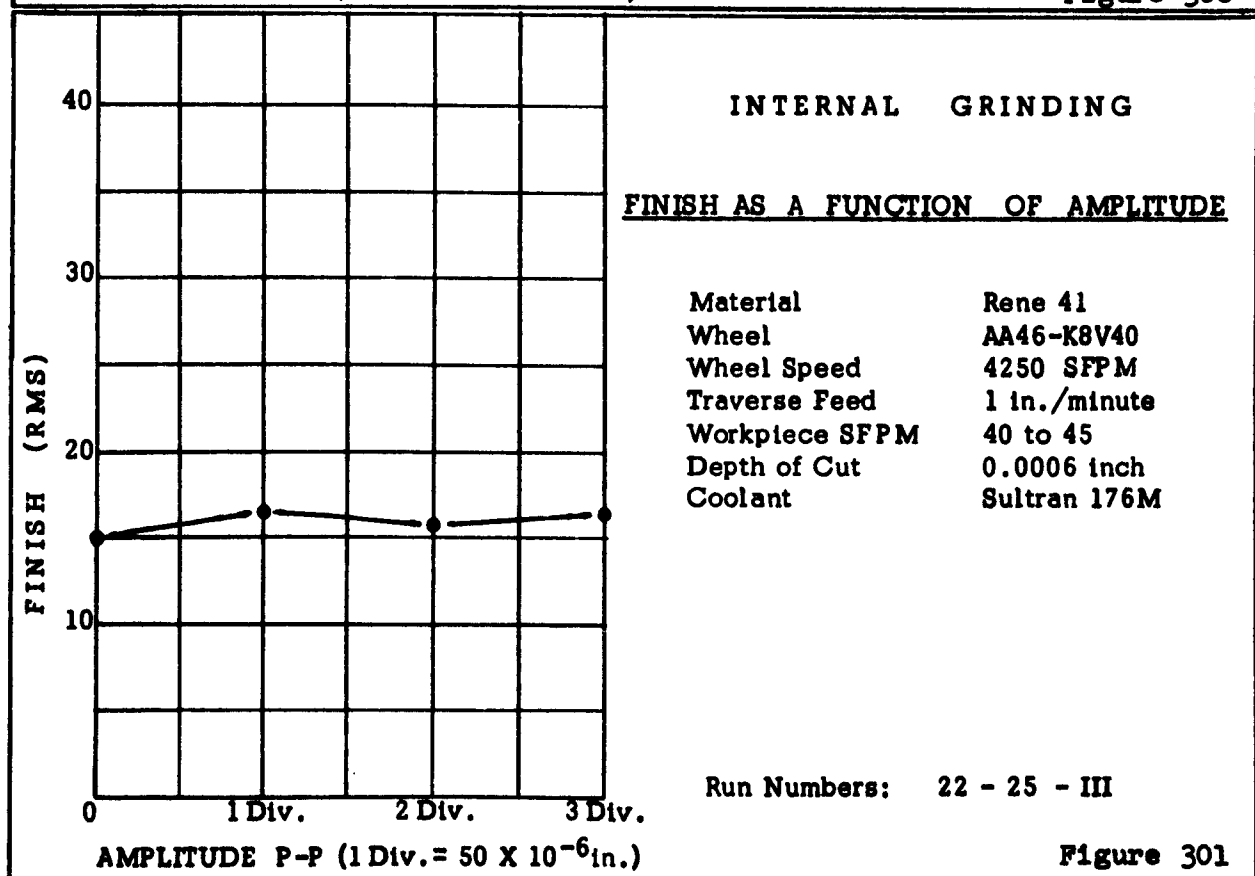 INTERNAL GRINDING
FINISH AS A FUNCTION OF AMPLITUDE
Material Rene 41
Wheel AA46-K8V40
Wheel Speed 4250 SFPM
Traverse Feed 1 in./minute
Workpiece SFPM 40 to 45
Depth of Cut 0.0006 inch
Coolant Sultran 176M
Run Numbers: 22 - 25 - III
FINISH (RMS)
40
30
20
10
0 1 Div. 2 Div. 3 Div.
AMPLITUDE P-P (1 Div. = 50 X 10⁻⁶in.)
Figure 301